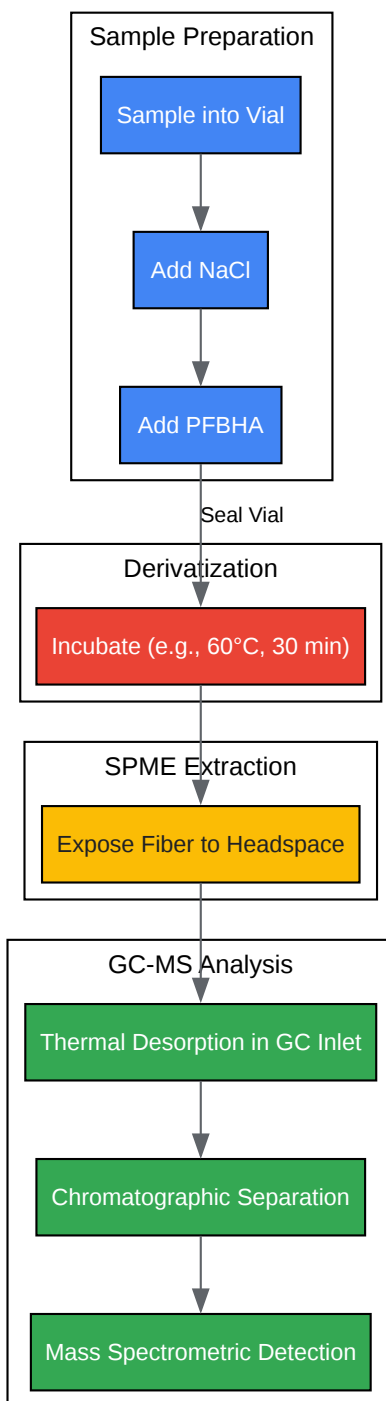 Sample Preparation
Sample into Vial
Add NaCl
Add PFBHA
Seal Vial
Derivatization
Incubate (e.g., 60°C, 30 min)
SPME Extraction
Expose Fiber to Headspace
GC-MS Analysis
Thermal Desorption in GC Inlet
Chromatographic Separation
Mass Spectrometric Detection